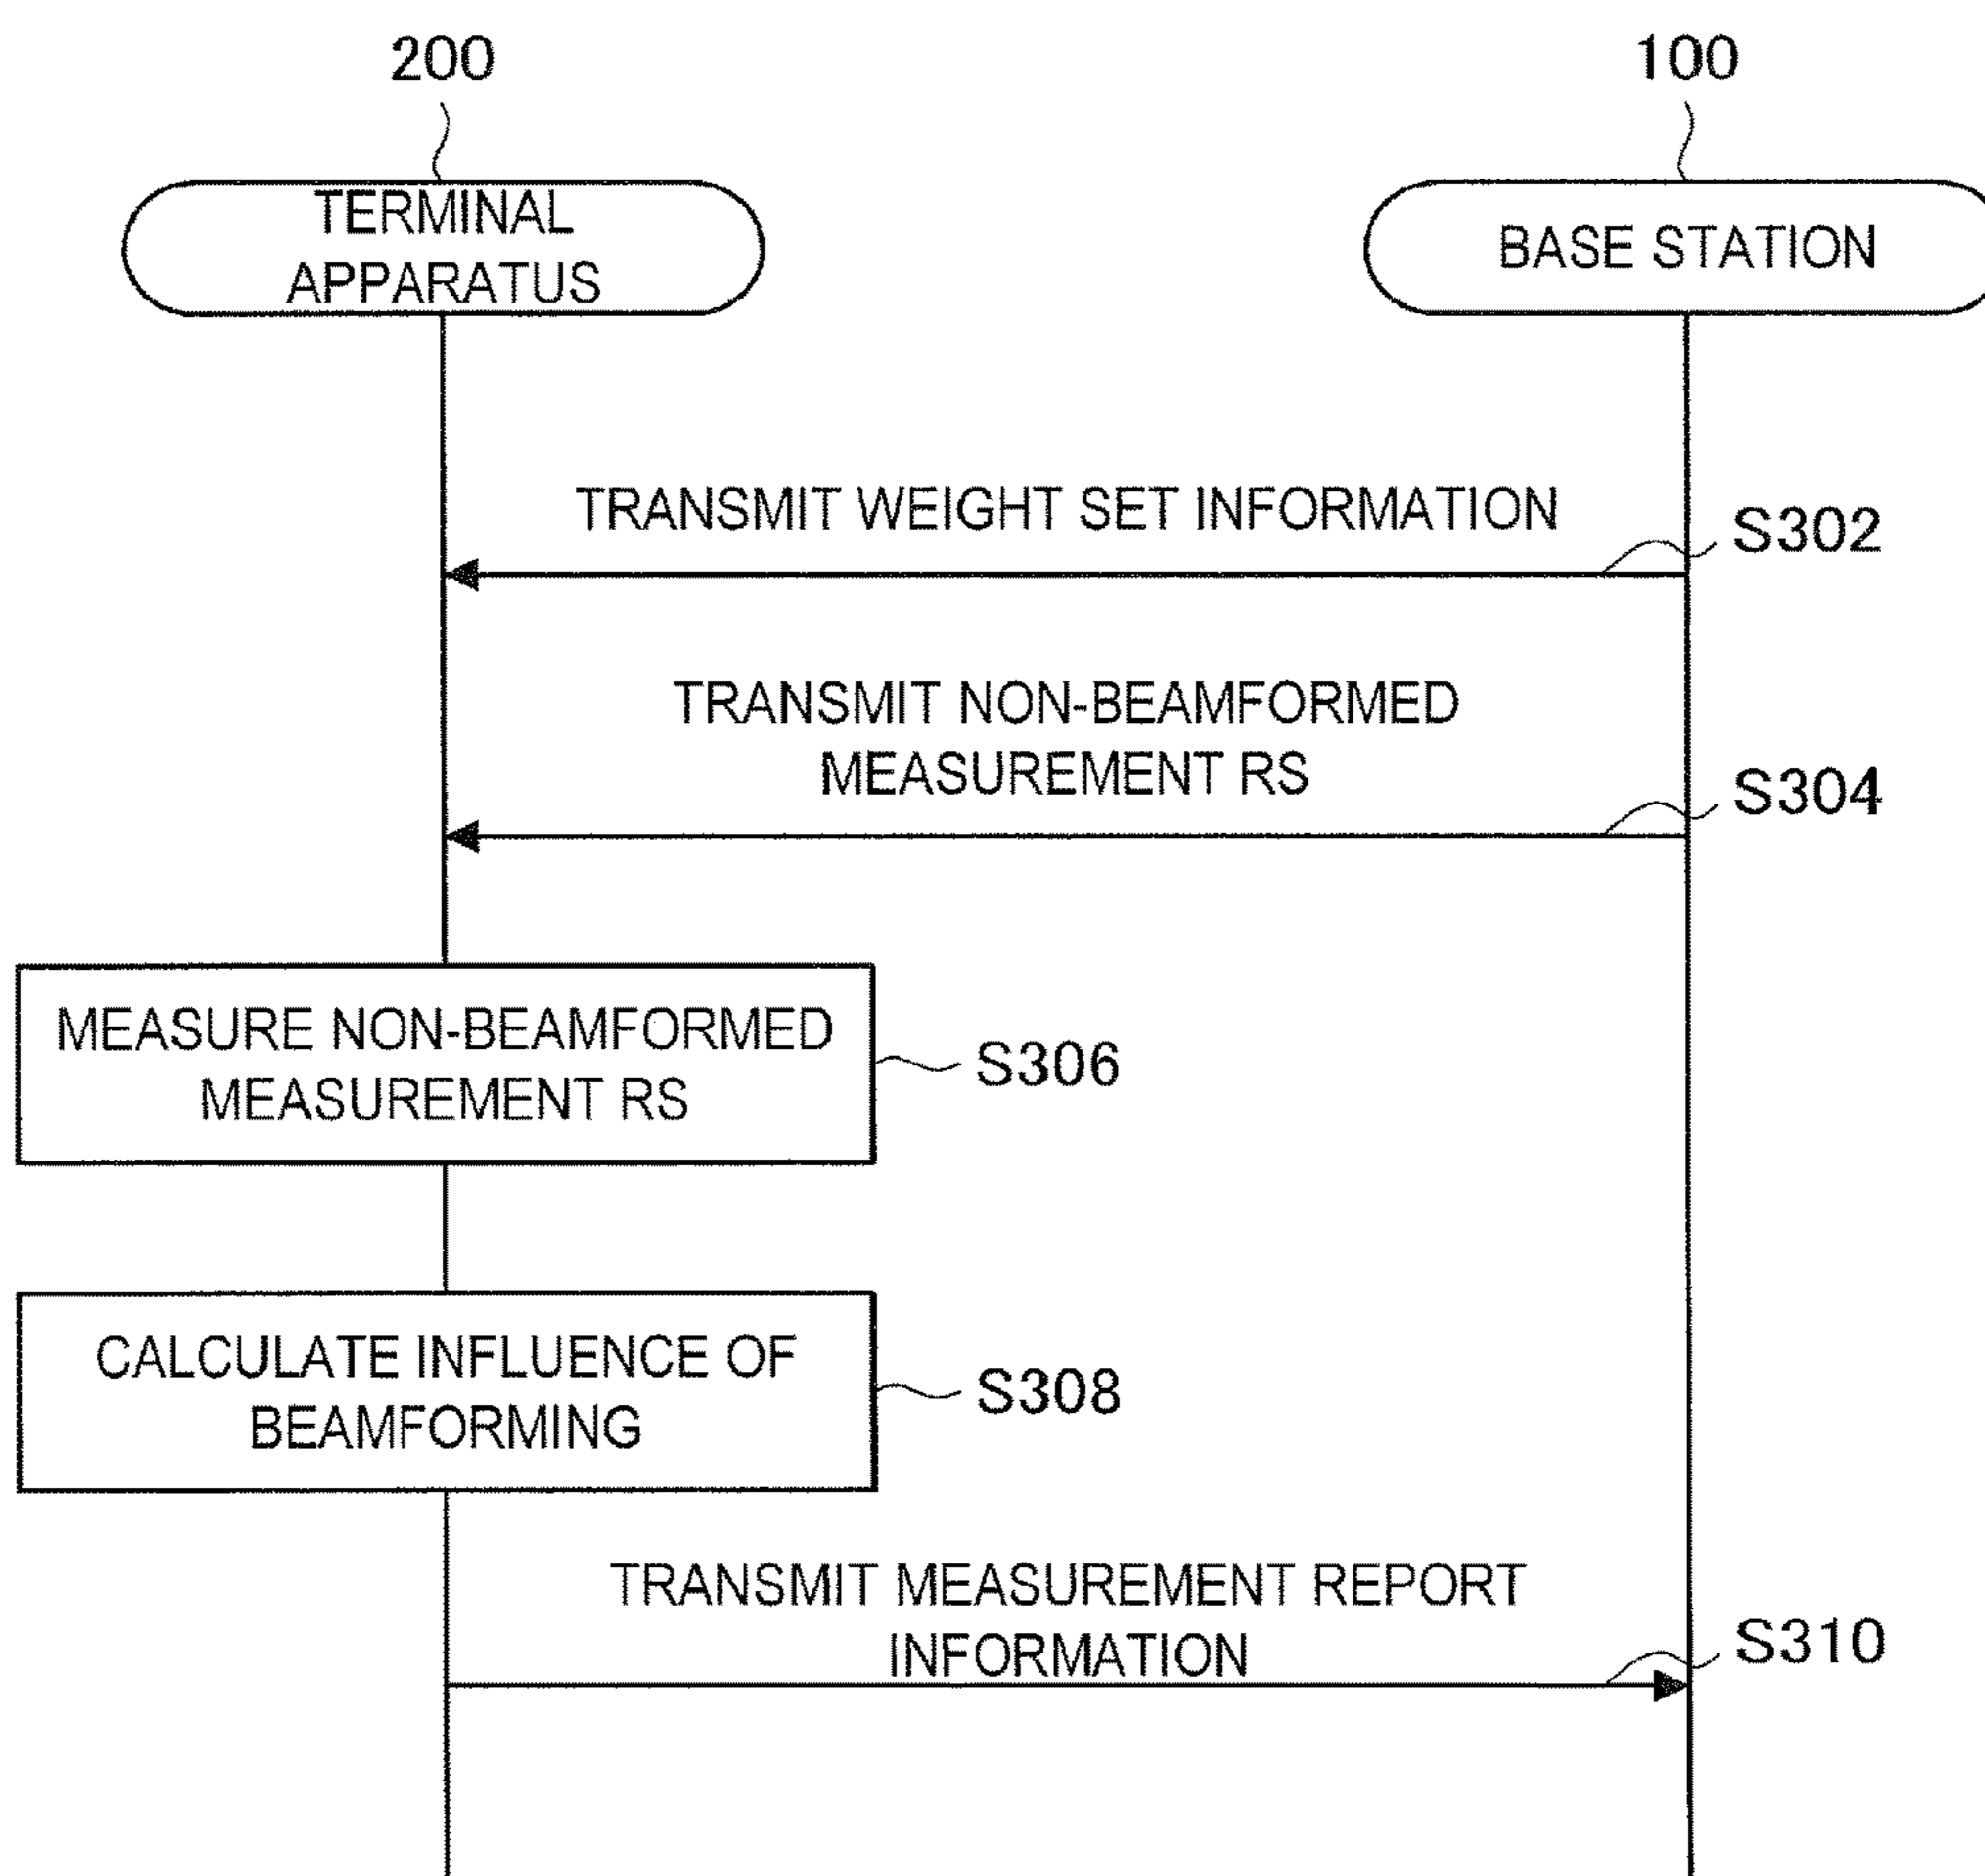 200
100
TERMINAL
APPARATUS
BASE STATION
TRANSMIT WEIGHT SET INFORMATION
S302
TRANSMIT NON-BEAMFORMED
MEASUREMENT RS
S304
MEASURE NON-BEAMFORMED
MEASUREMENT RS
S306
CALCULATE INFLUENCE OF
BEAMFORMING
S308
TRANSMIT MEASUREMENT REPORT
INFORMATION
S310